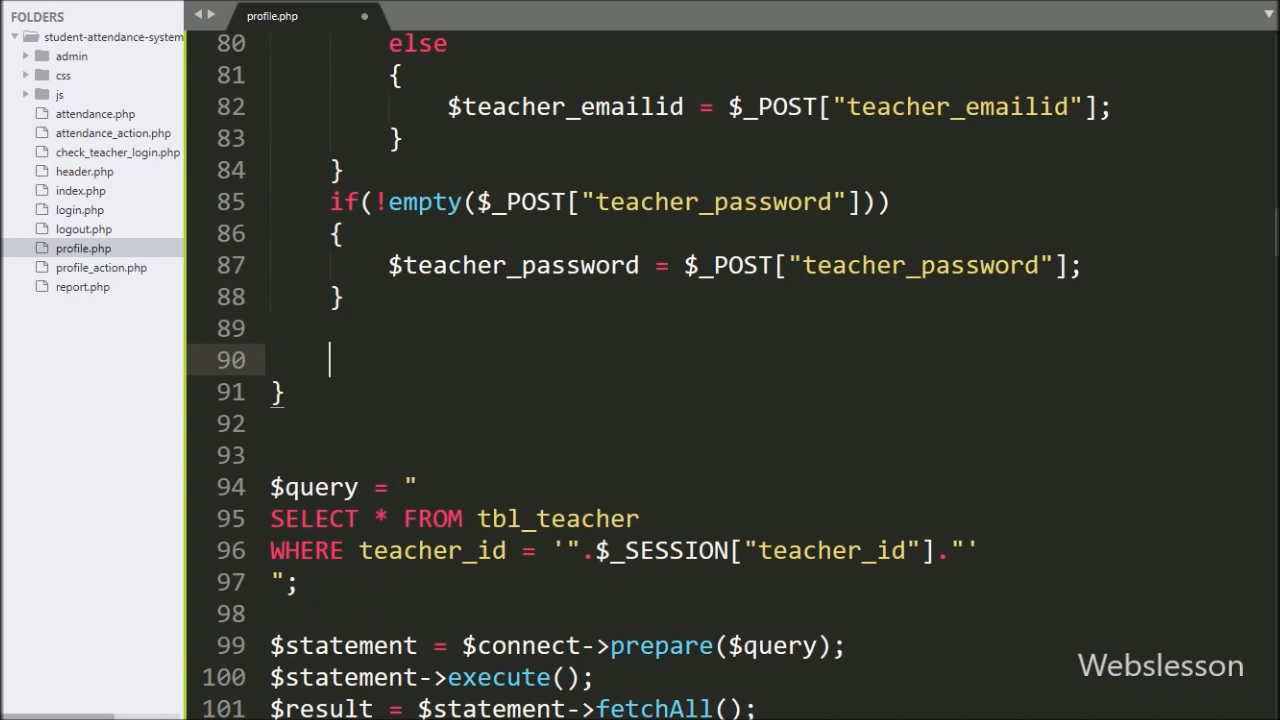 FOLDERS
student-attendance-system
admin
css
js
attendance.php
attendance_action.php
check_teacher_login.php
header.php
index.php
login.php
logout.php
profile.php
profile_action.php
report.php
profile.php
80 else
81 {
82 $teacher_emailid = $_POST["teacher_emailid"];
83 }
84 }
85 if(!empty($_POST["teacher_password"]))
86 {
87 $teacher_password = $_POST["teacher_password"];
88 }
89
90
91 }
92
93
94 $query = "
95 SELECT * FROM tbl_teacher
96 WHERE teacher_id = '".$_SESSION["teacher_id"]."'
97 ";
98
99 $statement = $connect->prepare($query);
100 $statement->execute();
101 $result = $statement->fetchAll();
Webslesson